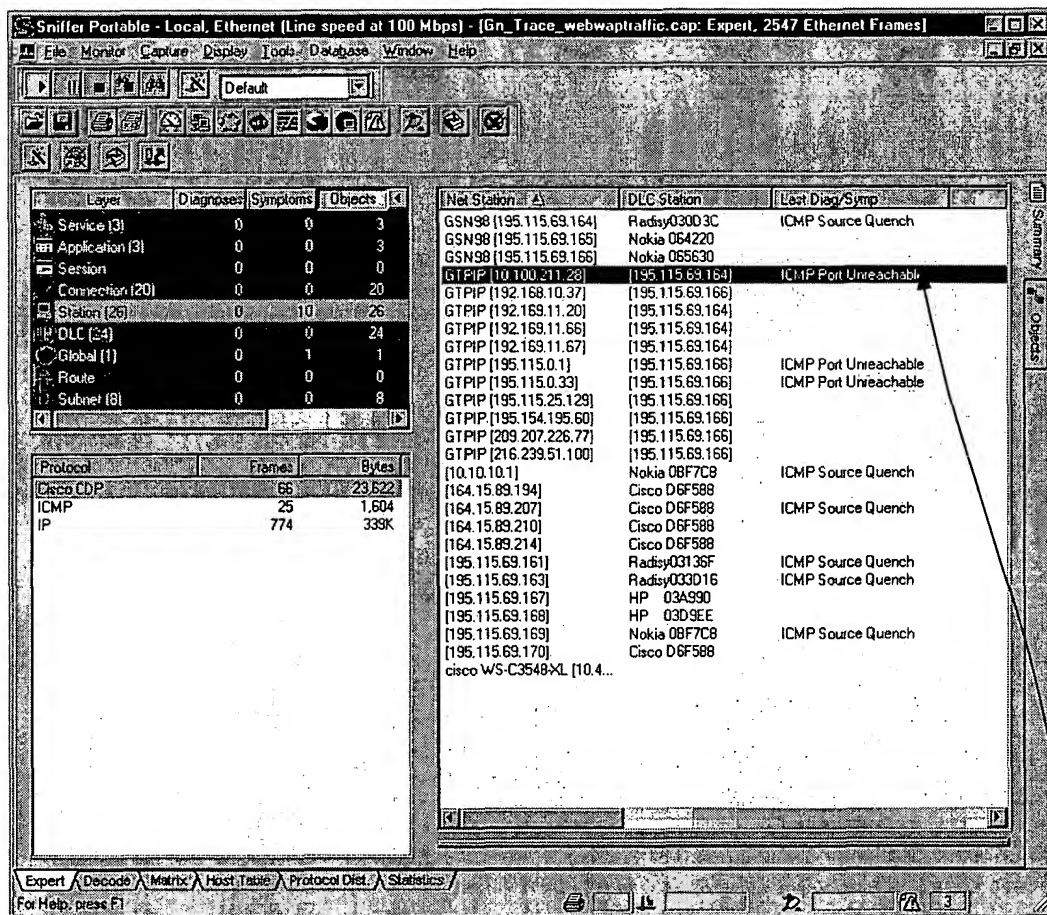 Sniffer Portable - Local, Ethernet (Line speed at 100 Mbps) - [Gn_Trace_webwaptraffic.cap: Expert, 2547 Ethernet Frames]
File Monitor Capture Display Tools Database Window Help
Default
Layer Diagnoses Symptoms Objects
Service (3) 0 0 3
Application (3) 0 0 3
Session 0 0 0
Connection (20) 0 0 20
Station (26) 0 10 26
DLC (24) 0 0 24
Global (1) 0 1 1
Route 0 0 0
Subnet (8) 0 0 8
Protocol Frames Bytes
Cisco CDP 66 23,622
ICMP 25 1,604
IP 774 339K
Net Station DLC Station Last Diag/Symp
GSN98 [195.115.69.164] Radisy030D3C ICMP Source Quench
GSN98 [195.115.69.165] Nokia 064220
GSN98 [195.115.69.166] Nokia 065630
GTPIP [10.100.211.28] [195.115.69.164] ICMP Port Unreachable
GTPIP [192.168.10.37] [195.115.69.166]
GTPIP [192.169.11.20] [195.115.69.164]
GTPIP [192.169.11.66] [195.115.69.164]
GTPIP [192.169.11.67] [195.115.69.164]
GTPIP [195.115.0.1] [195.115.69.166] ICMP Port Unreachable
GTPIP [195.115.0.33] [195.115.69.166] ICMP Port Unreachable
GTPIP [195.115.25.129] [195.115.69.166]
GTPIP [195.154.195.60] [195.115.69.166]
GTPIP [209.207.226.77] [195.115.69.166]
GTPIP [216.239.51.100] [195.115.69.166]
[10.10.10.1] Nokia 08F7C8 ICMP Source Quench
[164.15.89.194] Cisco D6F588
[164.15.89.207] Cisco D6F588 ICMP Source Quench
[164.15.89.210] Cisco D6F588
[164.15.89.214] Cisco D6F588
[195.115.69.161] Radisy03136F ICMP Source Quench
[195.115.69.163] Radisy033D16 ICMP Source Quench
[195.115.69.167] HP 03A990
[195.115.69.168] HP 03D9EE
[195.115.69.169] Nokia 08F7C8 ICMP Source Quench
[195.115.69.170] Cisco D6F588
cisco WS-C3548-XL [10.4...
Summary
Objects
Expert Decode Matrix Host Table Protocol Dist. Statistics
For Help, press F1
3